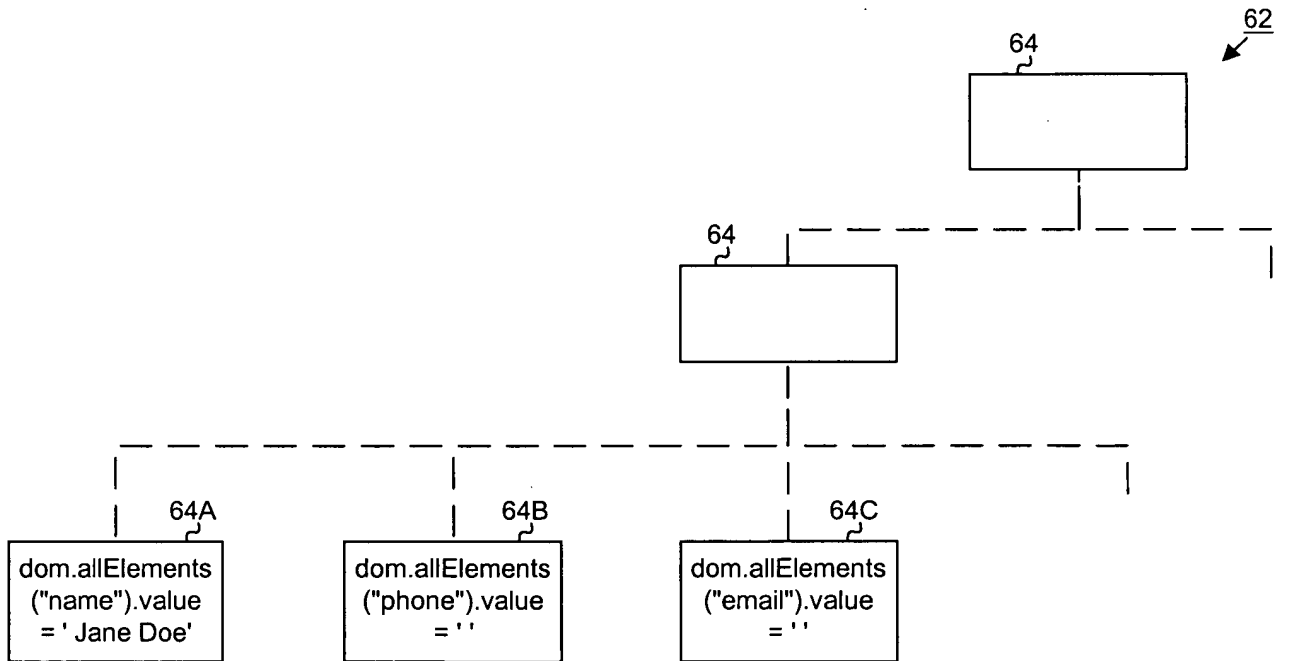 62
64
64
64A
64B
64C
dom.allElements
("name").value
= ' Jane Doe'
dom.allElements
("phone").value
= ' '
dom.allElements
("email").value
= ' '